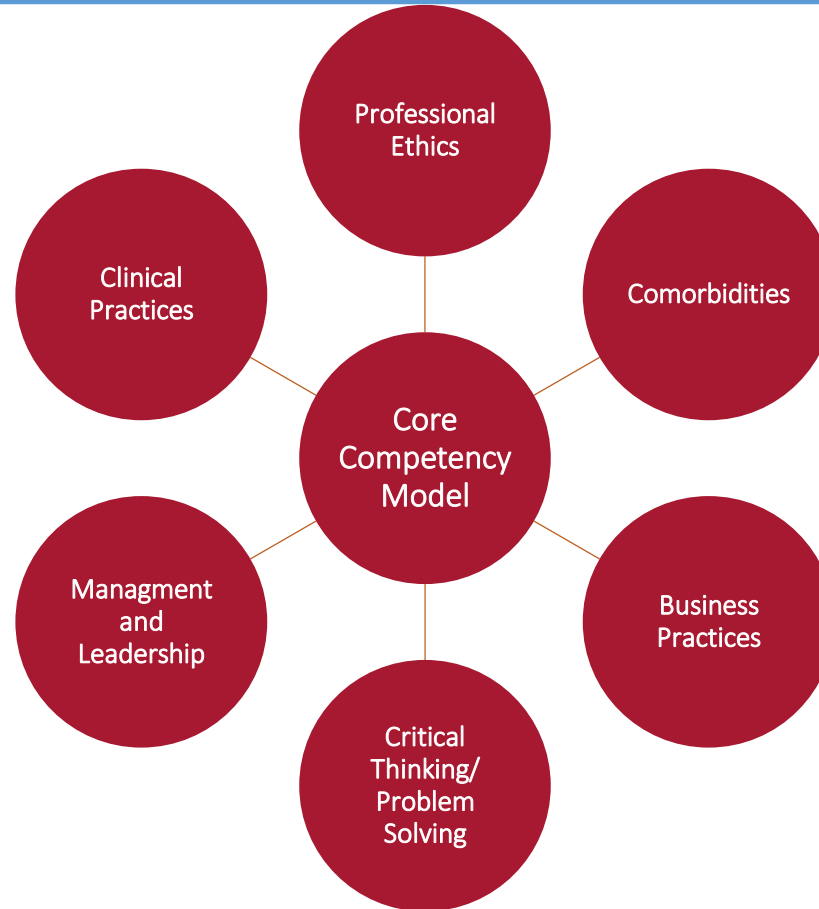 Professional
Ethics
Clinical
Practices
Comorbidities
Core
Competency
Model
Managment
and
Leadership
Business
Practices
Critical
Thinking/
Problem
Solving